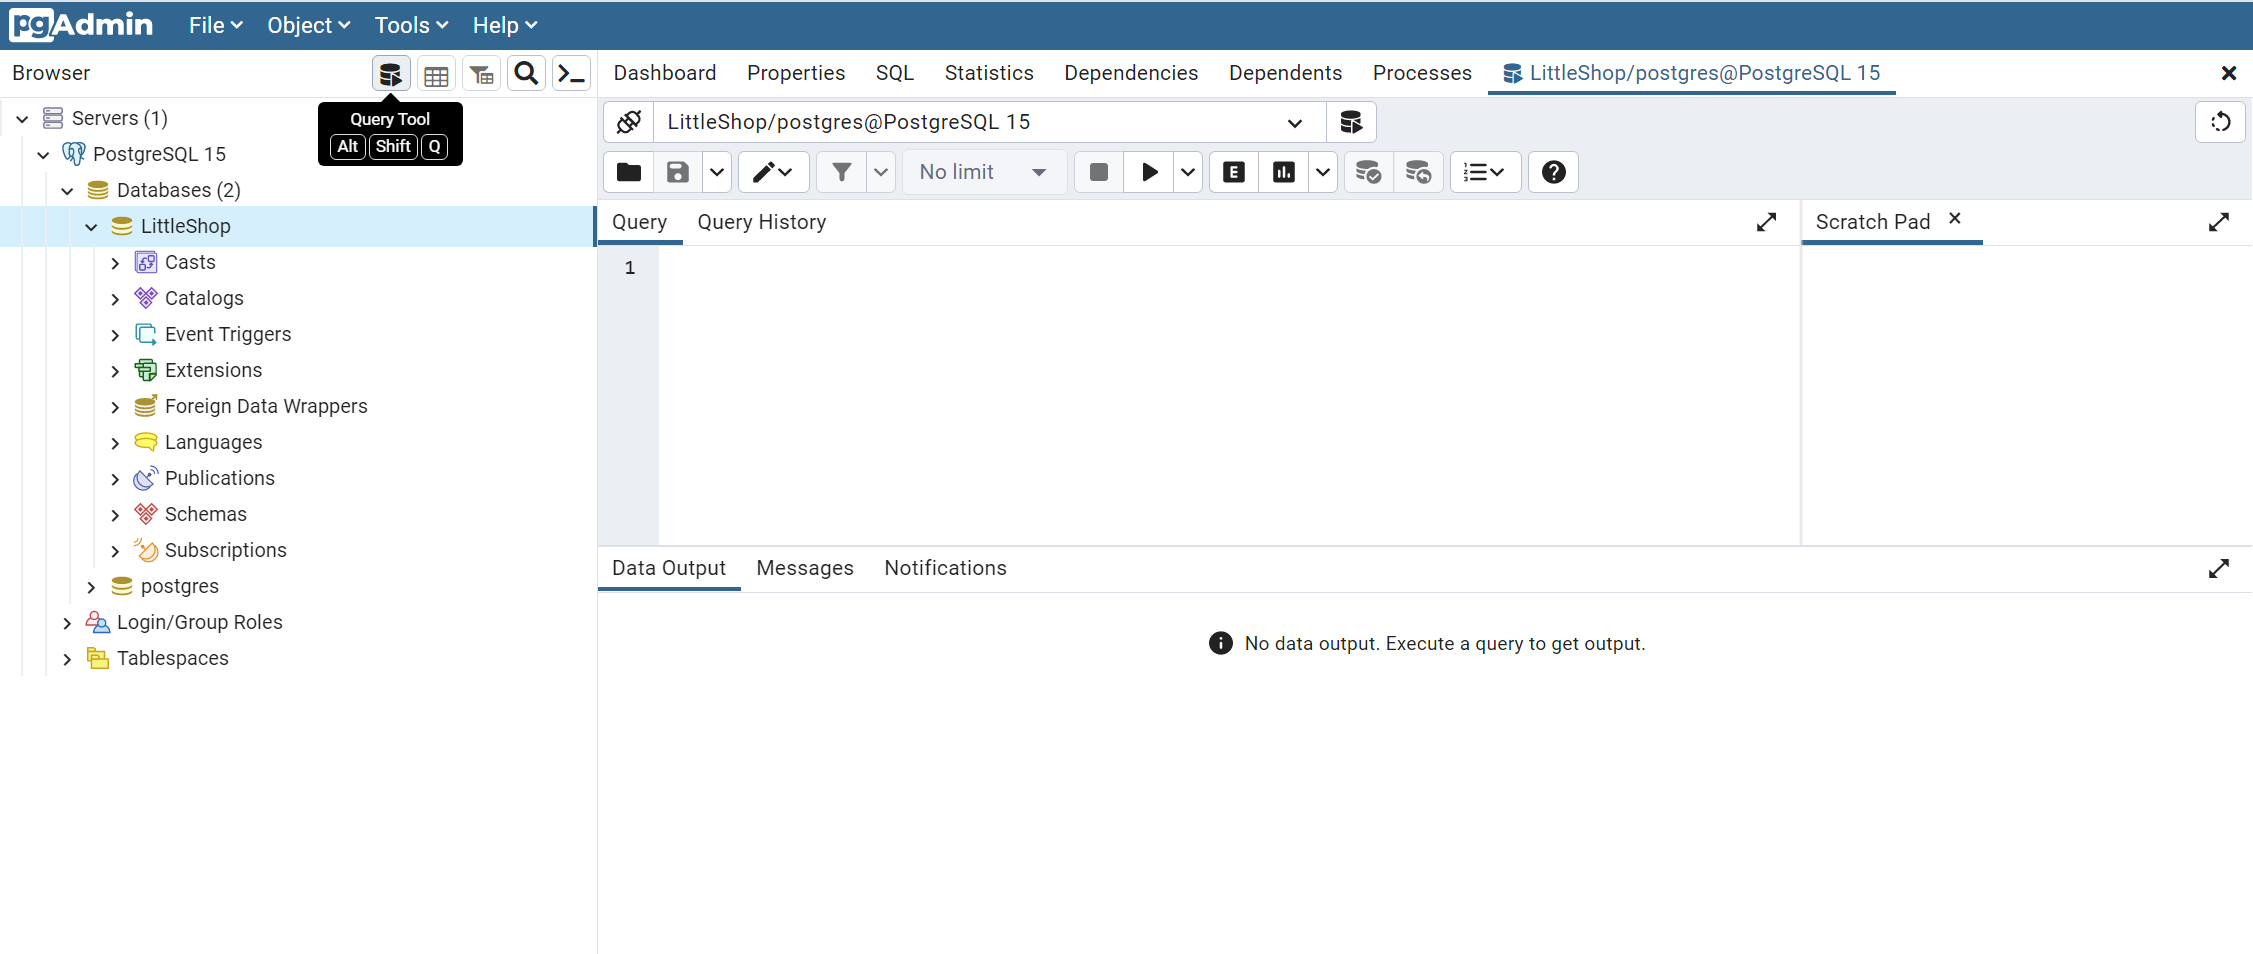 pgAdmin File Object Tools Help
Browser
Dashboard Properties SQL Statistics Dependencies Dependents Processes LittleShop/postgres@PostgreSQL 15
Query Tool
Alt Shift Q
Servers (1)
PostgreSQL 15
Databases (2)
LittleShop
Casts
Catalogs
Event Triggers
Extensions
Foreign Data Wrappers
Languages
Publications
Schemas
Subscriptions
postgres
Login/Group Roles
Tablespaces
LittleShop/postgres@PostgreSQL 15
No limit
E
Query Query History
Scratch Pad
1
Data Output Messages Notifications
No data output. Execute a query to get output.